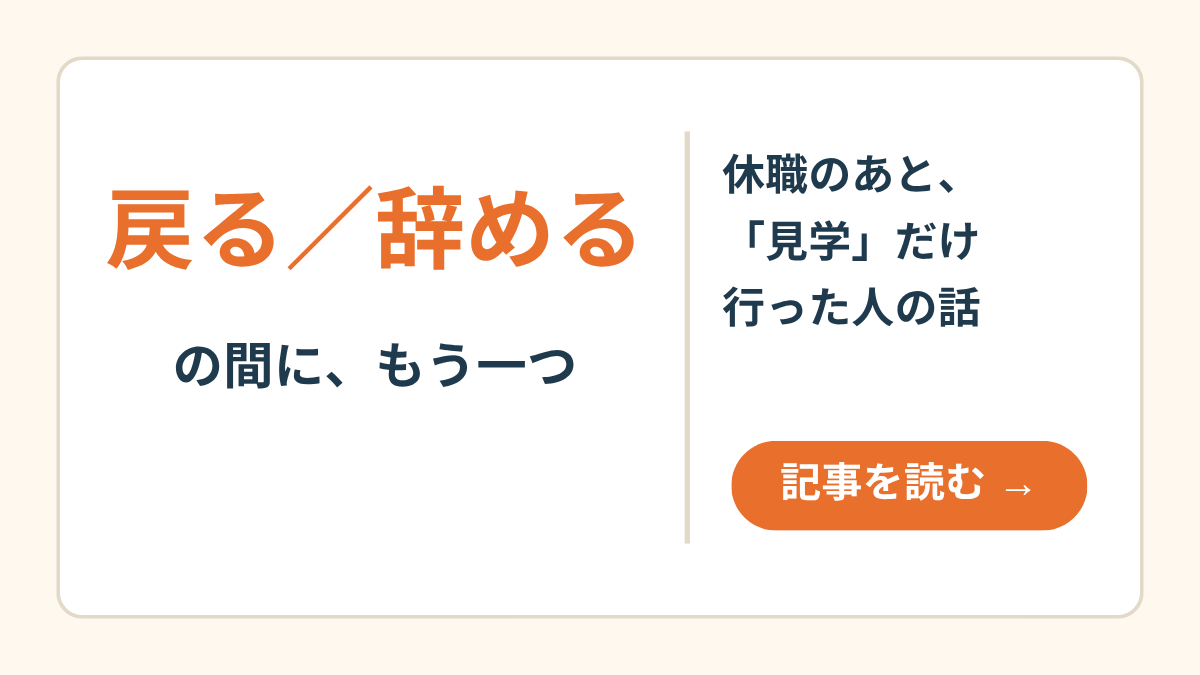 戻る／辞める
の間に、もう一つ
休職のあと、
「見学」だけ
行った人の話
記事を読む →